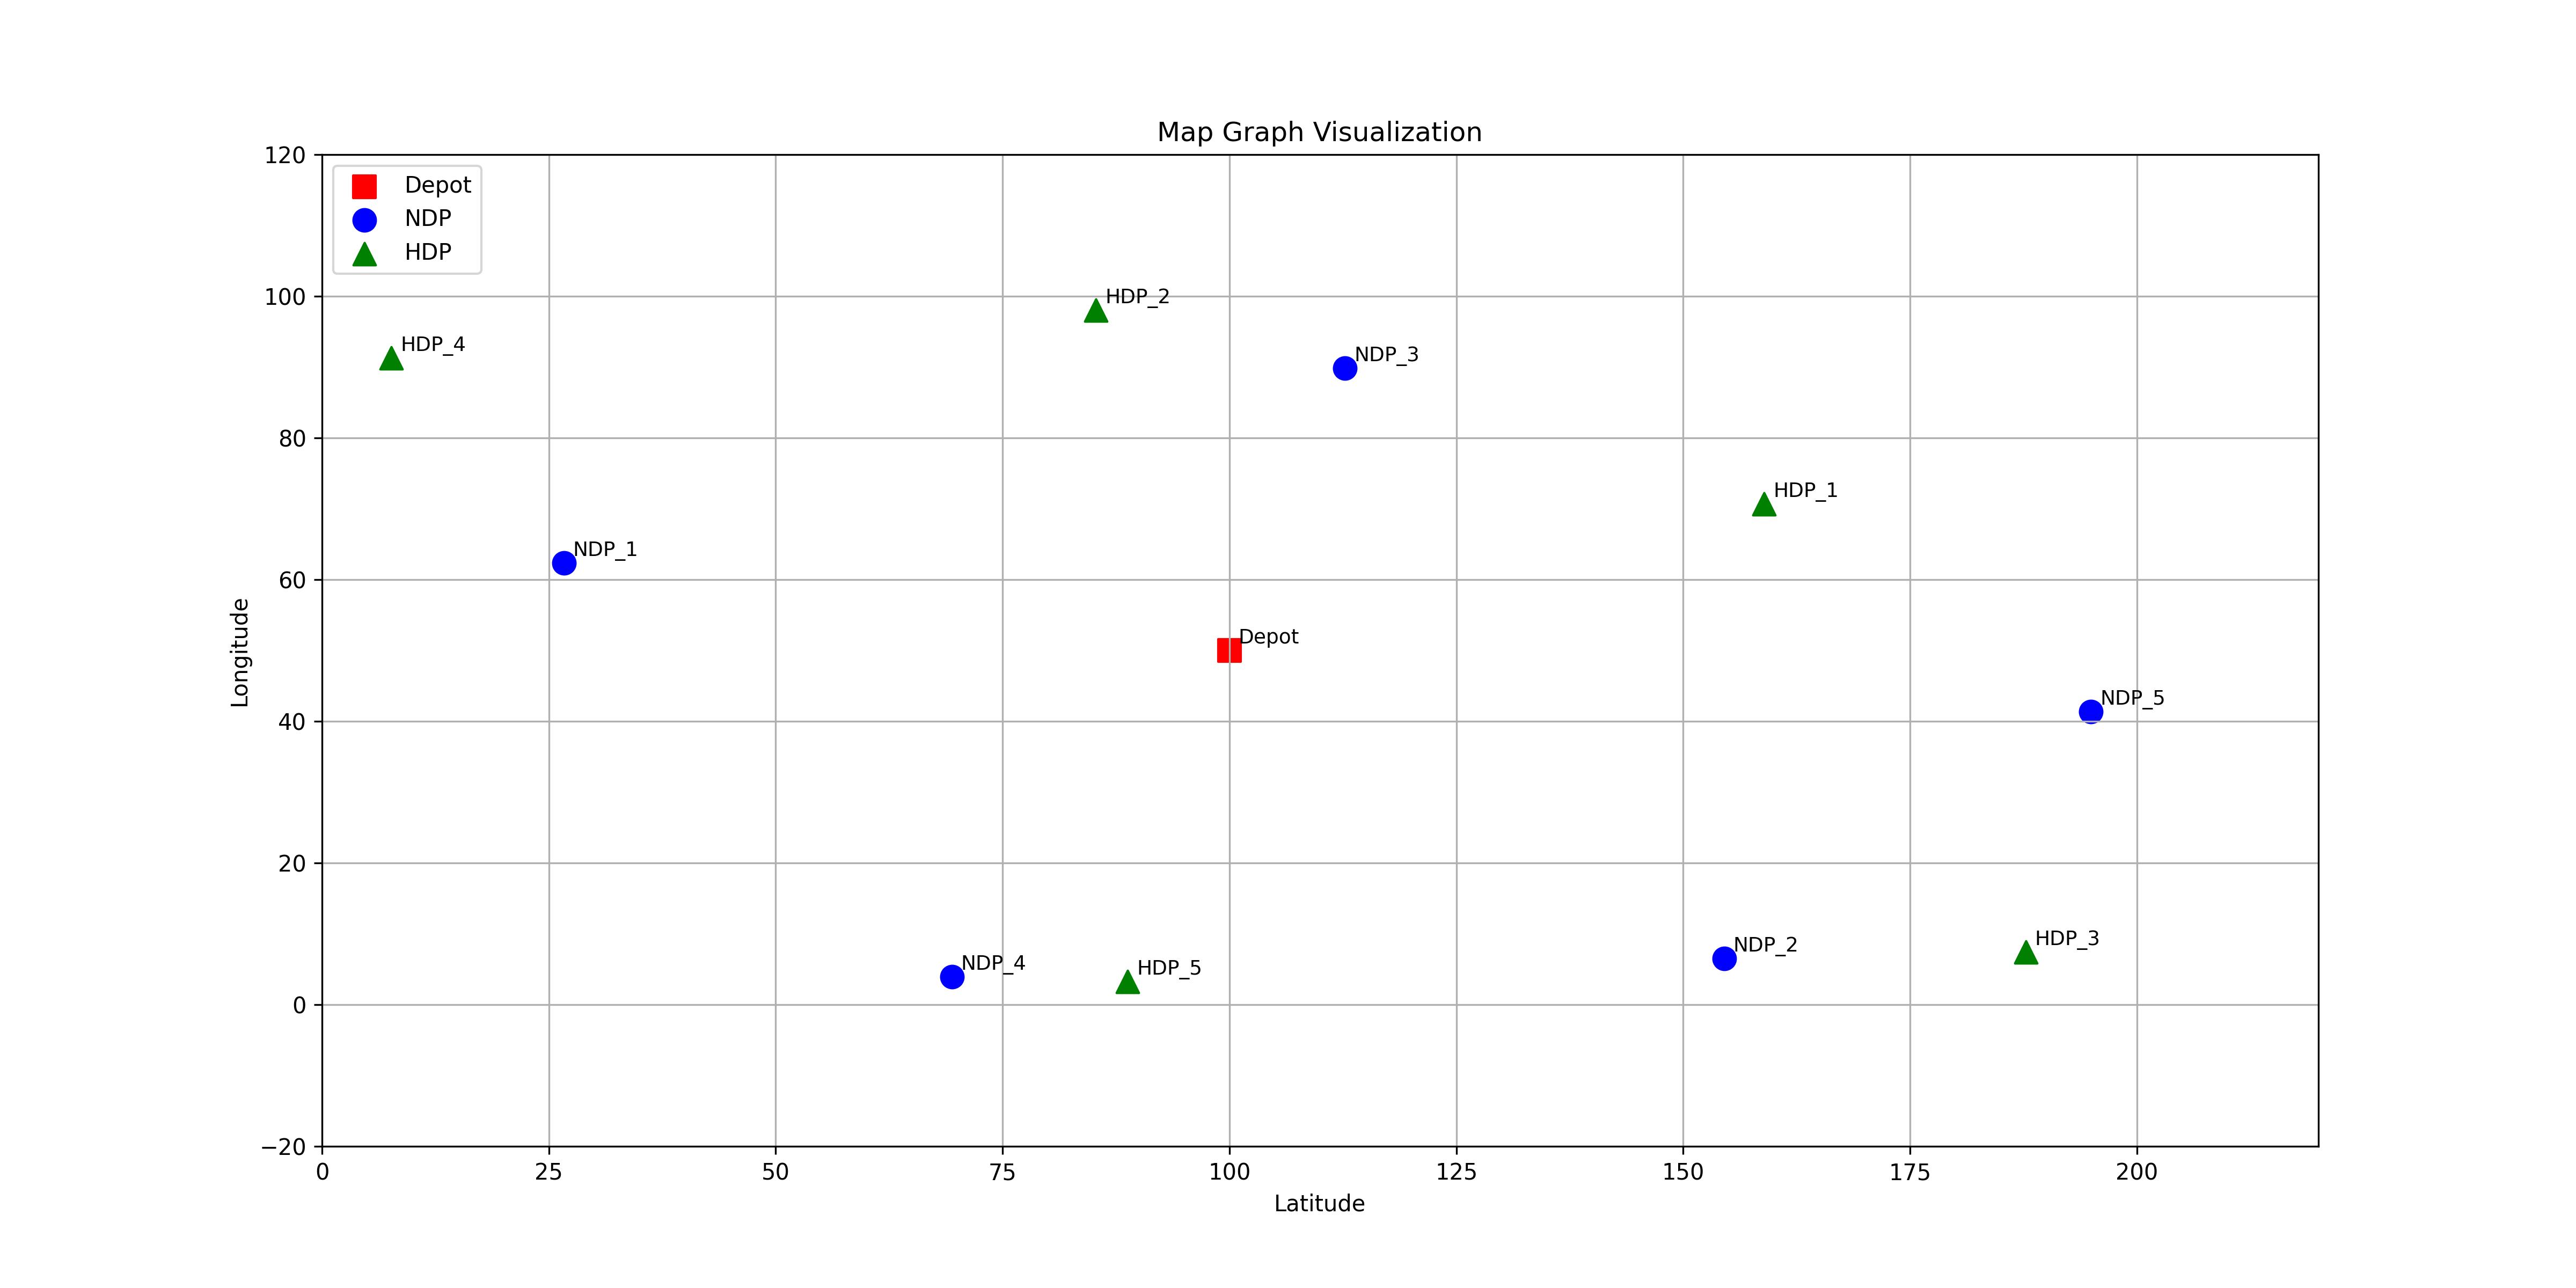 Map Graph Visualization
120
100
80
60
40
20
0
−20
Longitude
Depot
NDP
HDP
HDP_2
HDP_4
NDP_3
HDP_1
NDP_1
Depot
NDP_5
NDP_4
HDP_5
NDP_2
HDP_3
0
25
50
75
100
125
150
175
200
Latitude